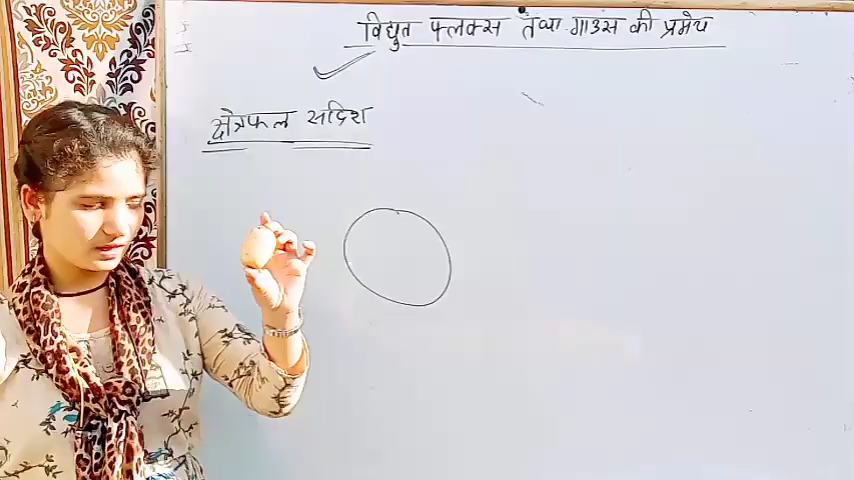 विद्युत फ्लक्स तथा गाउस की प्रमेय
क्षेत्रफल सदिश